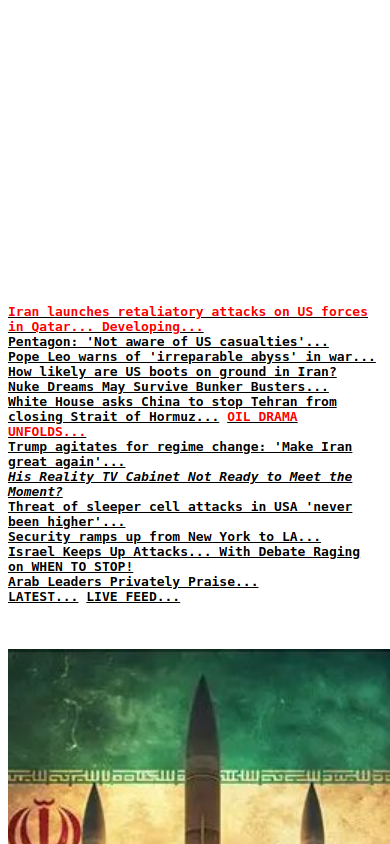 Iran launches retaliatory attacks on US forces
in Qatar... Developing...
Pentagon: 'Not aware of US casualties'...
Pope Leo warns of 'irreparable abyss' in war...
How likely are US boots on ground in Iran?
Nuke Dreams May Survive Bunker Busters...
White House asks China to stop Tehran from
closing Strait of Hormuz... OIL DRAMA
UNFOLDS...
Trump agitates for regime change: 'Make Iran
great again'...
His Reality TV Cabinet Not Ready to Meet the
Moment?
Threat of sleeper cell attacks in USA 'never
been higher'...
Security ramps up from New York to LA...
Israel Keeps Up Attacks... With Debate Raging
on WHEN TO STOP!
Arab Leaders Privately Praise...
LATEST... LIVE FEED...